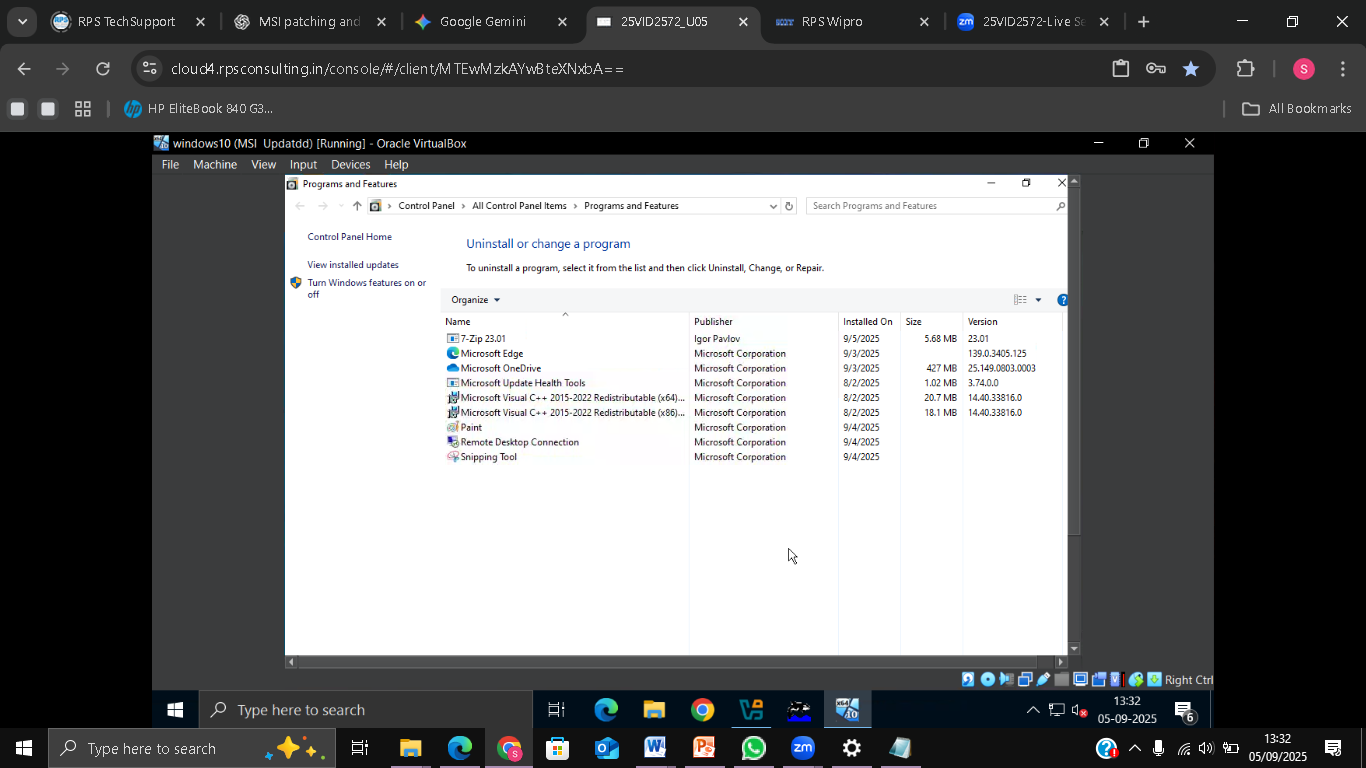 RPS TechSupport
MSI patching and
Google Gemini
25VID2572_U05
RPS Wipro
25VID2572-Live Se
cloud4.rpsconsulting.in/console/#/client/MTEwMzkAYwBteXNxbA==
S
HP EliteBook 840 G3...
All Bookmarks
windows10 (MSI Updatdd) [Running] - Oracle VirtualBox
File Machine View Input Devices Help
Programs and Features
Control Panel > All Control Panel Items > Programs and Features
Search Programs and Features
Control Panel Home
View installed updates
Turn Windows features on or
off
Uninstall or change a program
To uninstall a program, select it from the list and then click Uninstall, Change, or Repair.
Organize
Name Publisher Installed On Size Version
7-Zip 23.01 Igor Pavlov 9/5/2025 5.68 MB 23.01
Microsoft Edge Microsoft Corporation 9/3/2025 139.0.3405.125
Microsoft OneDrive Microsoft Corporation 9/3/2025 427 MB 25.149.0803.0003
Microsoft Update Health Tools Microsoft Corporation 8/2/2025 1.02 MB 3.74.0.0
Microsoft Visual C++ 2015-2022 Redistributable (x64)... Microsoft Corporation 8/2/2025 20.7 MB 14.40.33816.0
Microsoft Visual C++ 2015-2022 Redistributable (x86)... Microsoft Corporation 8/2/2025 18.1 MB 14.40.33816.0
Paint Microsoft Corporation 9/4/2025
Remote Desktop Connection Microsoft Corporation 9/4/2025
Snipping Tool Microsoft Corporation 9/4/2025
Right Ctrl
Type here to search
13:32
05-09-2025
6
Type here to search
13:32
05/09/2025